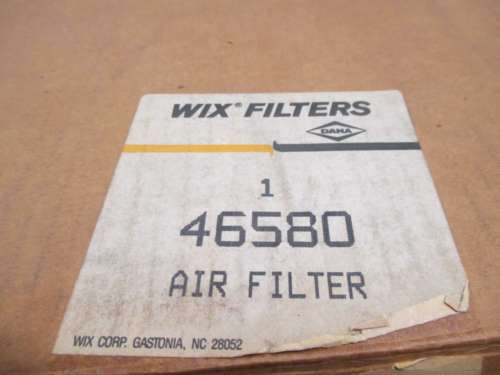 WIX® FILTERS
DANA
1
46580
AIR FILTER
WIX CORP. GASTONIA, NC 28052